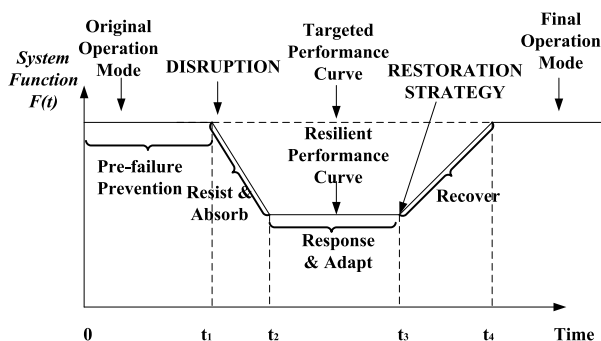 Original
Operation
Mode
System
Function
F(t)
DISRUPTION
Targeted
Performance
Curve
RESTORATION
STRATEGY
Final
Operation
Mode
Pre-failure
Prevention
Resist &
Absorb
Resilient
Performance
Curve
Response
& Adapt
Recover
0
t1
t2
t3
t4
Time